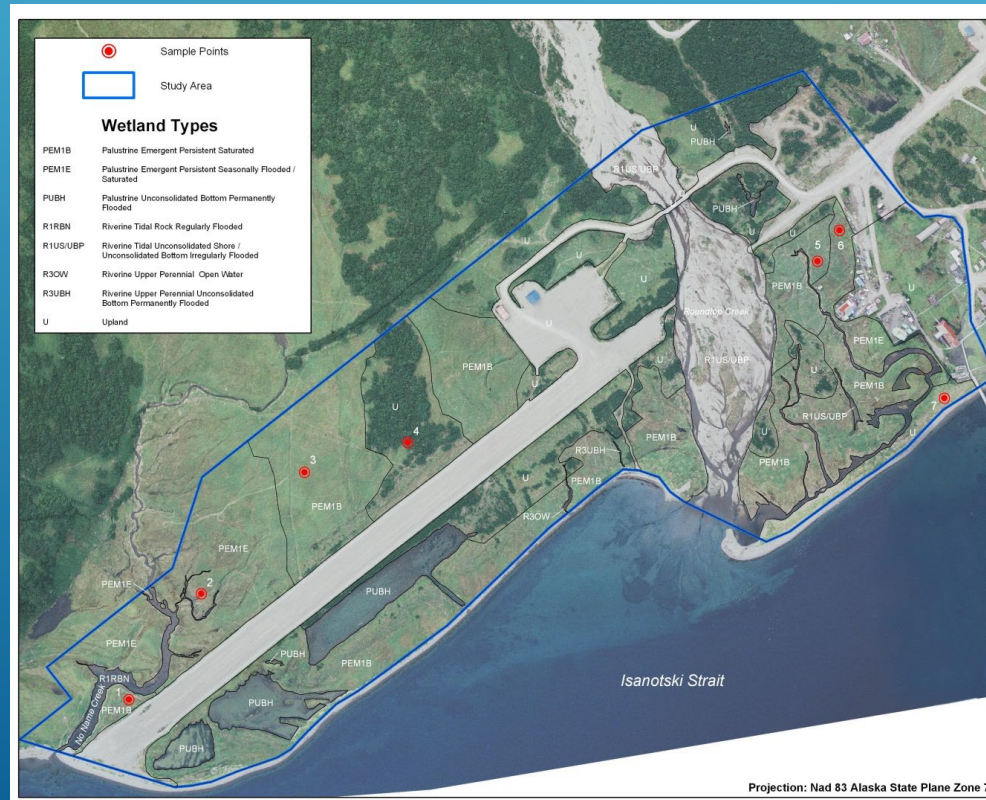 Sample Points
Study Area
Wetland Types
PEM1B Palustrine Emergent Persistent Saturated
PEM1E Palustrine Emergent Persistent Seasonally Flooded /
Saturated
PUBH Palustrine Unconsolidated Bottom Permanently
Flooded
R1RBN Riverine Tidal Rock Regularly Flooded
R1US/UBP Riverine Tidal Unconsolidated Shore /
Unconsolidated Bottom Irregularly Flooded
R3OW Riverine Upper Perennial Open Water
R3UBH Riverine Upper Perennial Unconsolidated
Bottom Permanently Flooded
U Upland
U
PUBH
R1US/UBP
U
PUBH
U
U
6
5
U
U
U
PEM1B
U
Roundtop Creek
U
PEM1E
R1US/UBP
U
PEM1B
U
U
PEM1B
7
R1US/UBP
4
U
U
3
R3UBH
PEM1B
PEM1B
U
PEM1B
PEM1B
R3OW
PEM1E
PEM1E
2
PUBH
PEM1E
PUBH
PEM1B
R1RBN
Isanotski Strait
1
PEM1B
No Name Creek
PUBH
PUBH
Projection: Nad 83 Alaska State Plane Zone 7